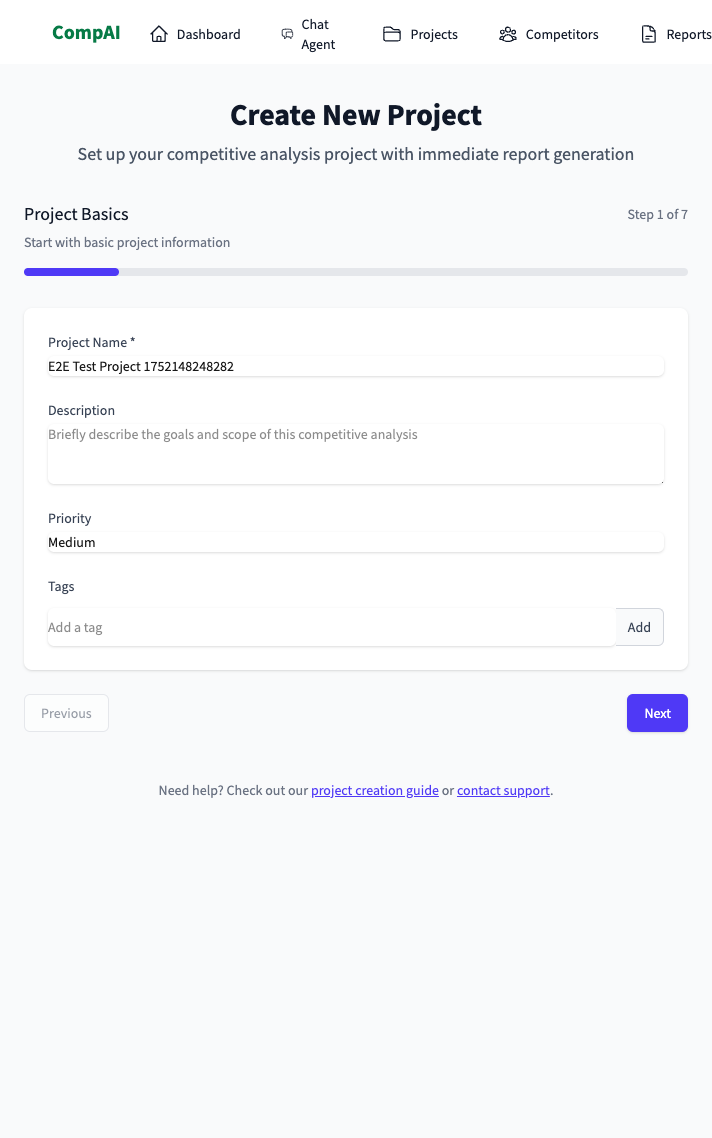 CompAI
Dashboard
Chat
Agent
Projects
Competitors
Reports
Create New Project
Set up your competitive analysis project with immediate report generation
Project Basics
Step 1 of 7
Start with basic project information
Project Name *
E2E Test Project 1752148248282
Description
Briefly describe the goals and scope of this competitive analysis
Priority
Medium
Tags
Add a tag
Add
Previous
Next
Need help? Check out our project creation guide or contact support.